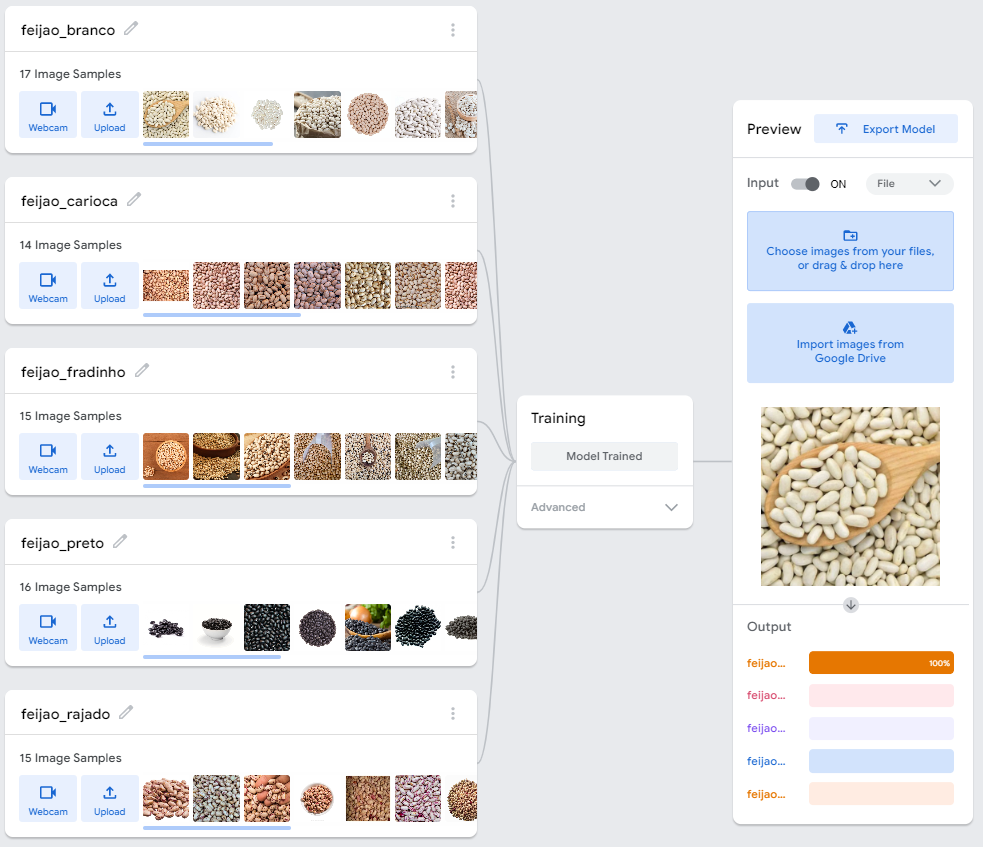 feijao_branco
17 Image Samples
Webcam
Upload
feijao_carioca
14 Image Samples
Webcam
Upload
feijao_fradinho
15 Image Samples
Webcam
Upload
feijao_preto
16 Image Samples
Webcam
Upload
feijao_rajado
15 Image Samples
Webcam
Upload
Training
Model Trained
Advanced
Preview
Export Model
Input
ON
File
Choose images from your files,
or drag & drop here
Import images from
Google Drive
Output
feijao...
100%
feijao...
feijao...
feijao...
feijao...